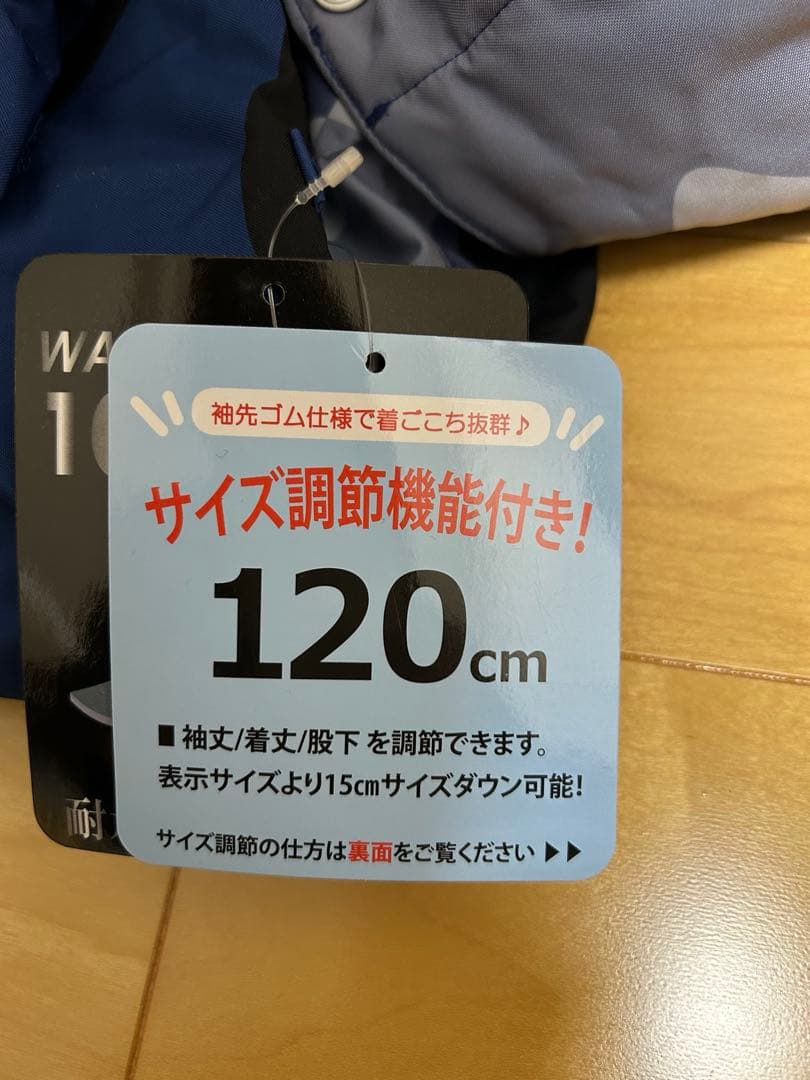 袖先ゴム仕様で着ごこち抜群♪
サイズ調節機能付き!
120cm
■ 袖丈/着丈/股下 を調節できます。
表示サイズより15㎝サイズダウン可能!
サイズ調節の仕方は裏面をご覧ください ▶▶
WA
1
耐